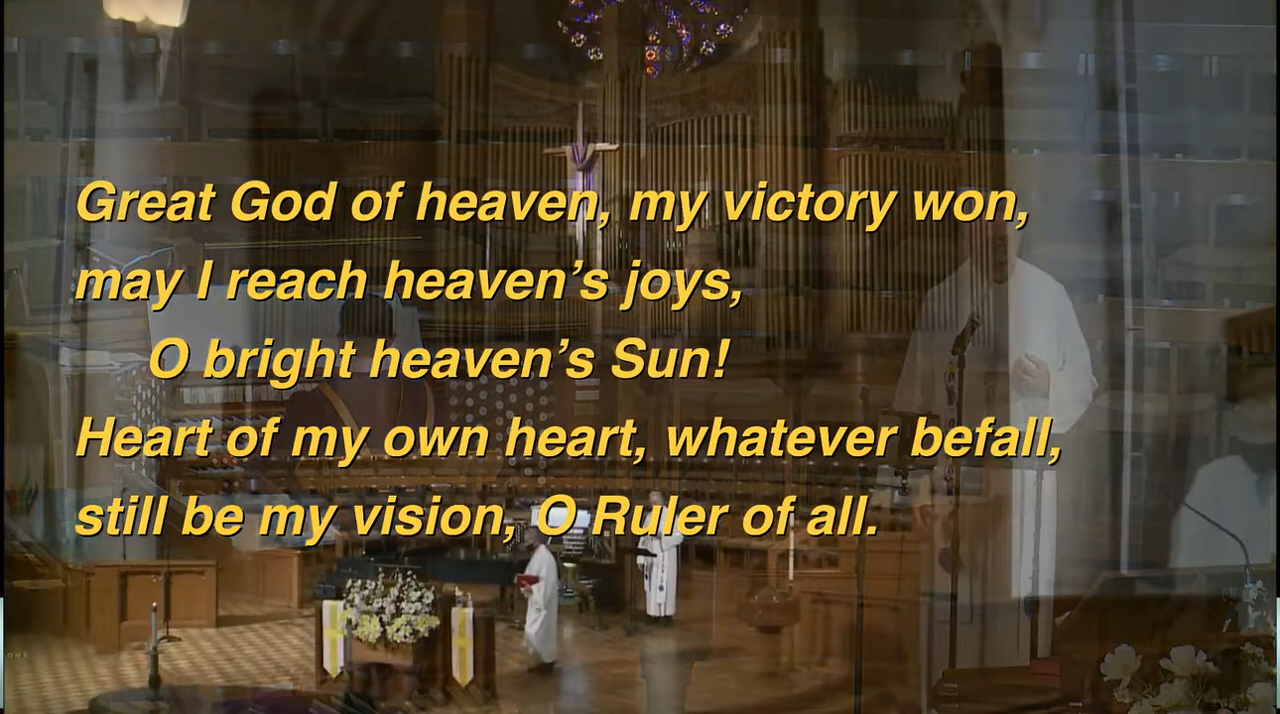 Great God of heaven, my victory won,
may I reach heaven’s joys,
O bright heaven’s Sun!
Heart of my own heart, whatever befall,
still be my vision, O Ruler of all.